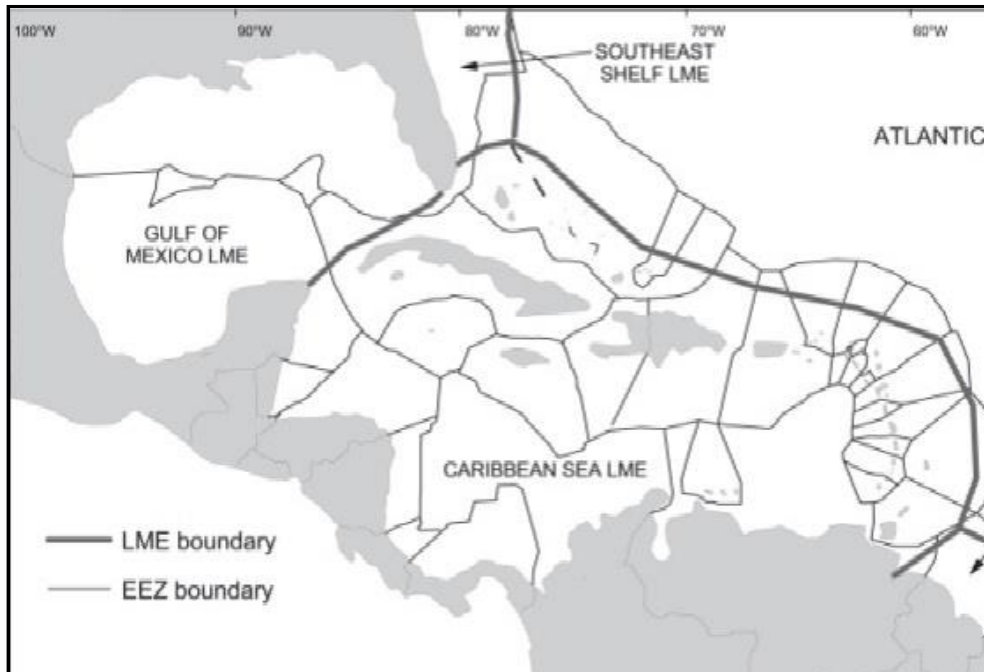 100°W
90°W
80°W
70°W
60°W
SOUTHEAST
SHELF LME
ATLANTIC
GULF OF
MEXICO LME
CARIBBEAN SEA LME
LME boundary
EEZ boundary